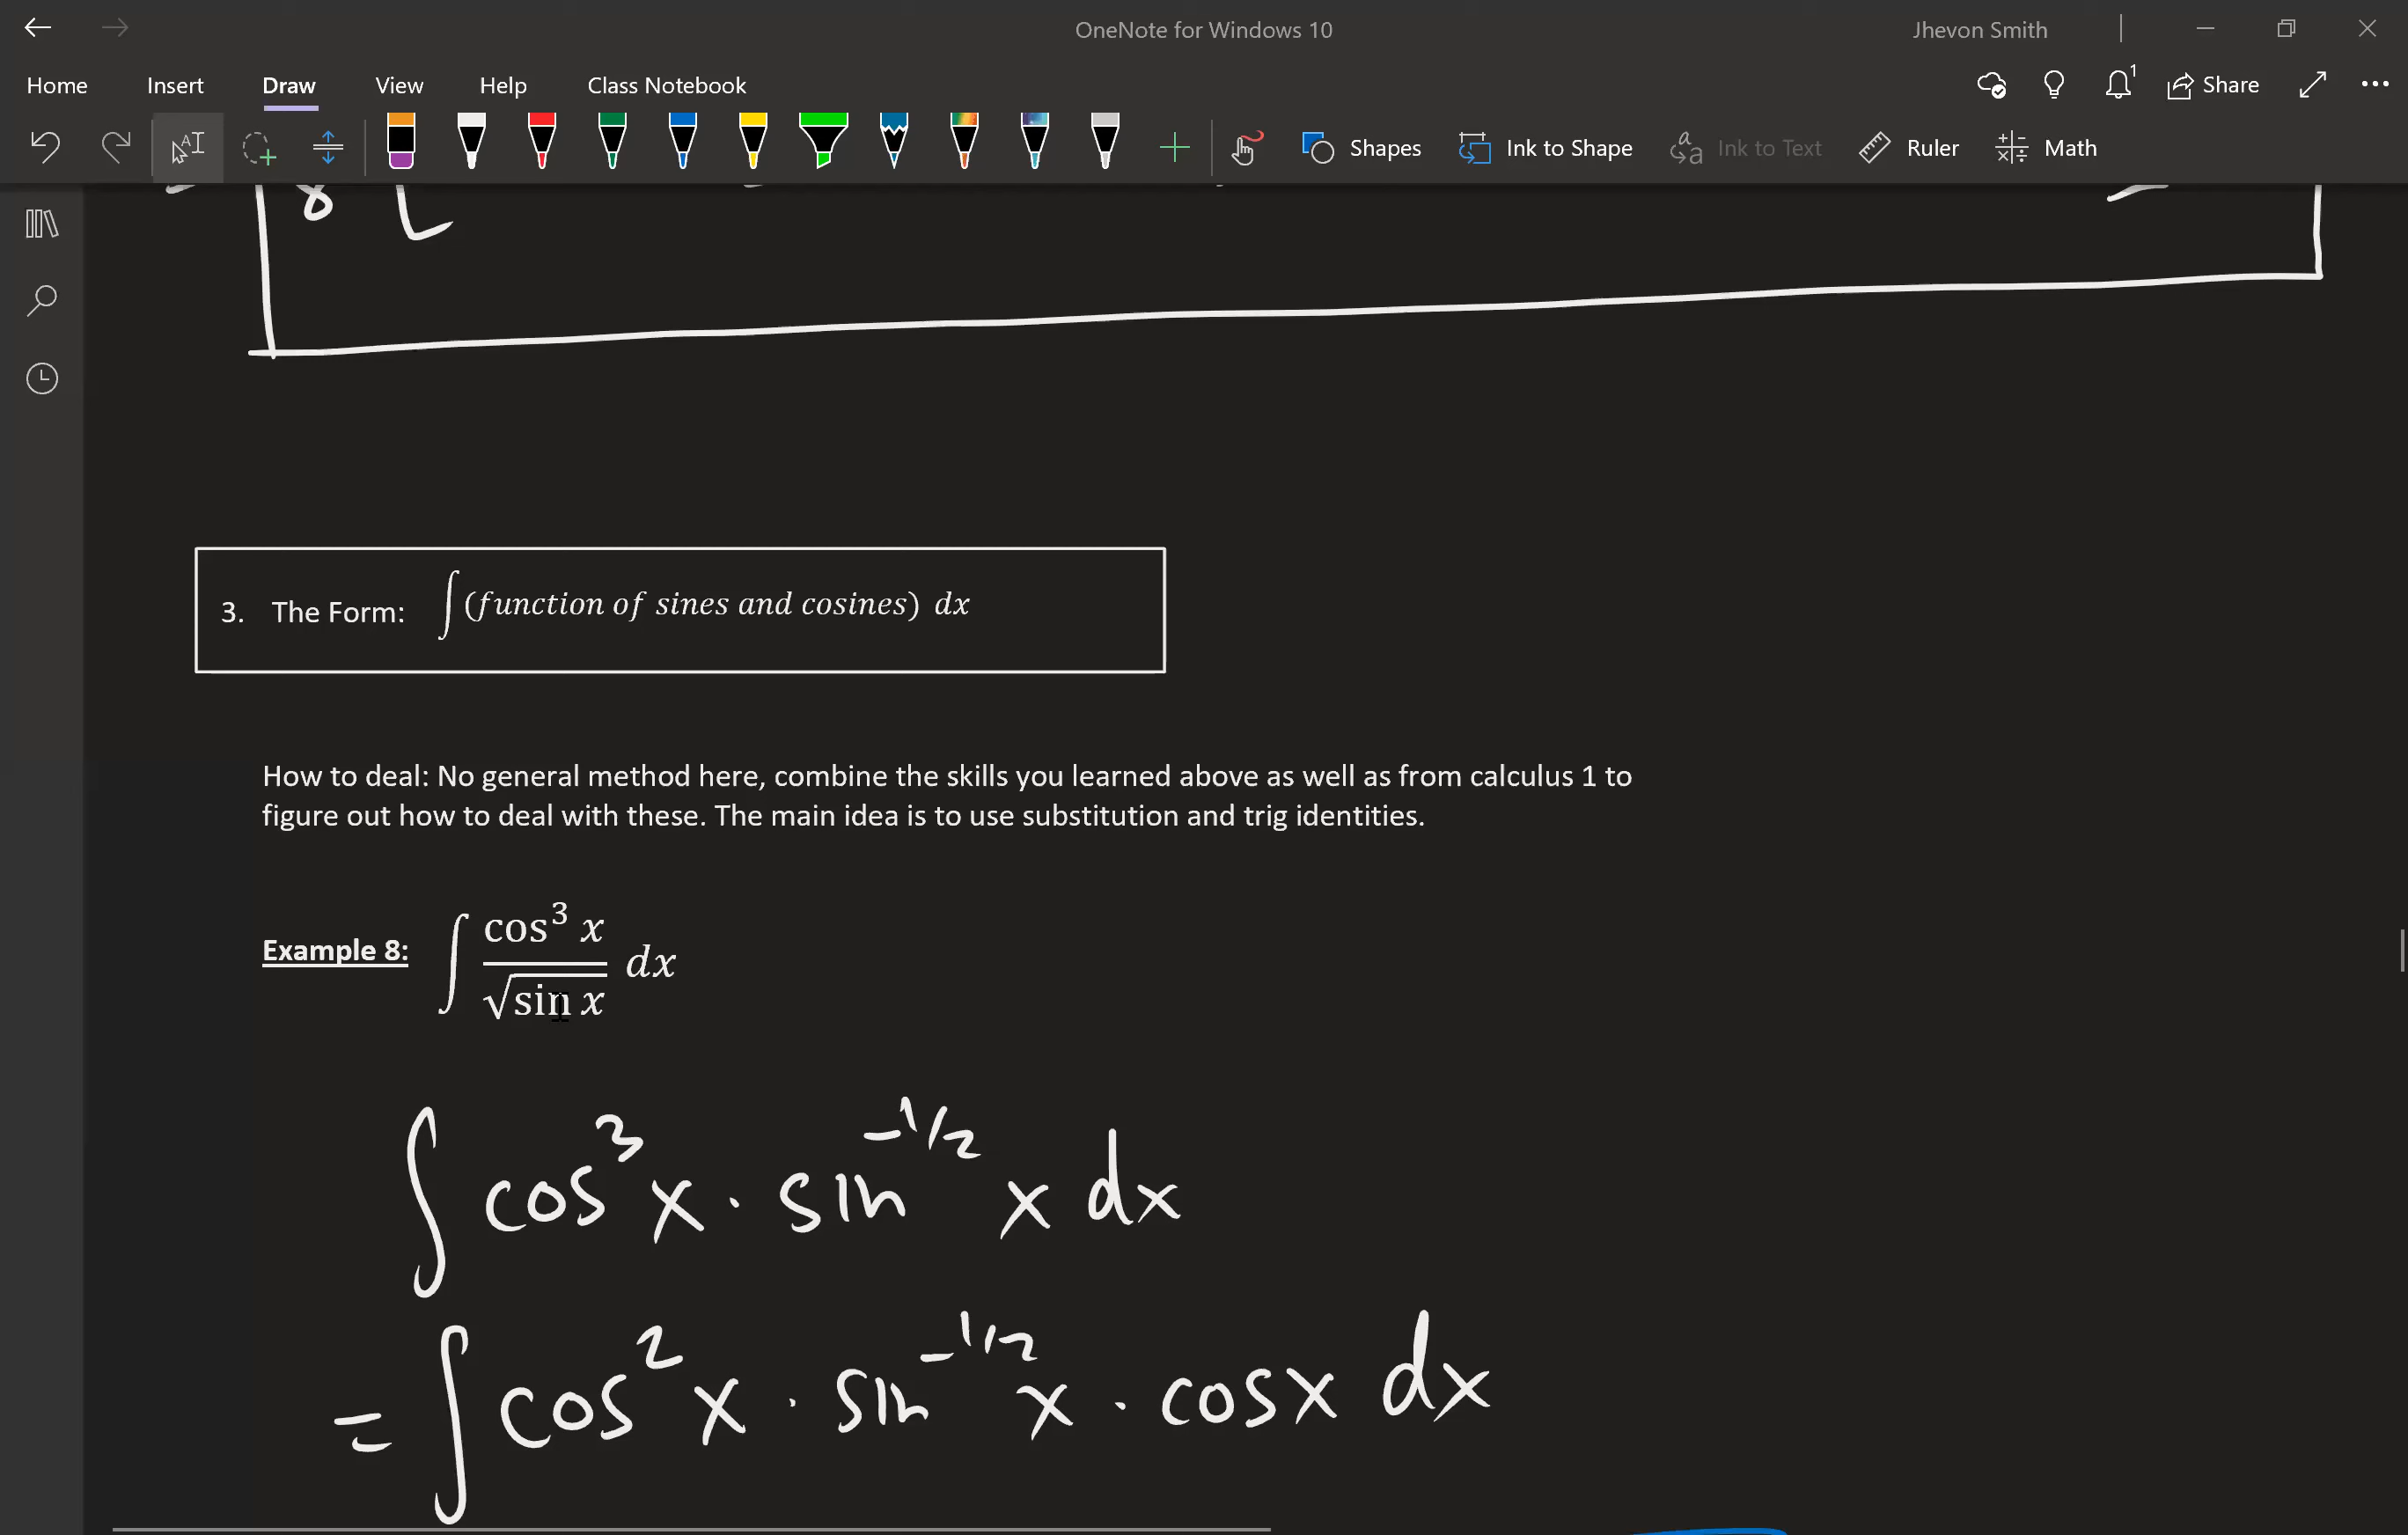 OneNote for Windows 10 Jhevon Smith
Home Insert Draw View Help Class Notebook 1 Share
Shapes Ink to Shape Ink to Text Ruler Math
8 [
3. The Form: ∫(function of sines and cosines) dx
How to deal: No general method here, combine the skills you learned above as well as from calculus 1 to
figure out how to deal with these. The main idea is to use substitution and trig identities.
Example 8: ∫ cos³ x / √sin x dx
∫ cos³x · sin^(-1/2) x dx
= ∫ cos²x · sin^(-1/2) x · cosx dx